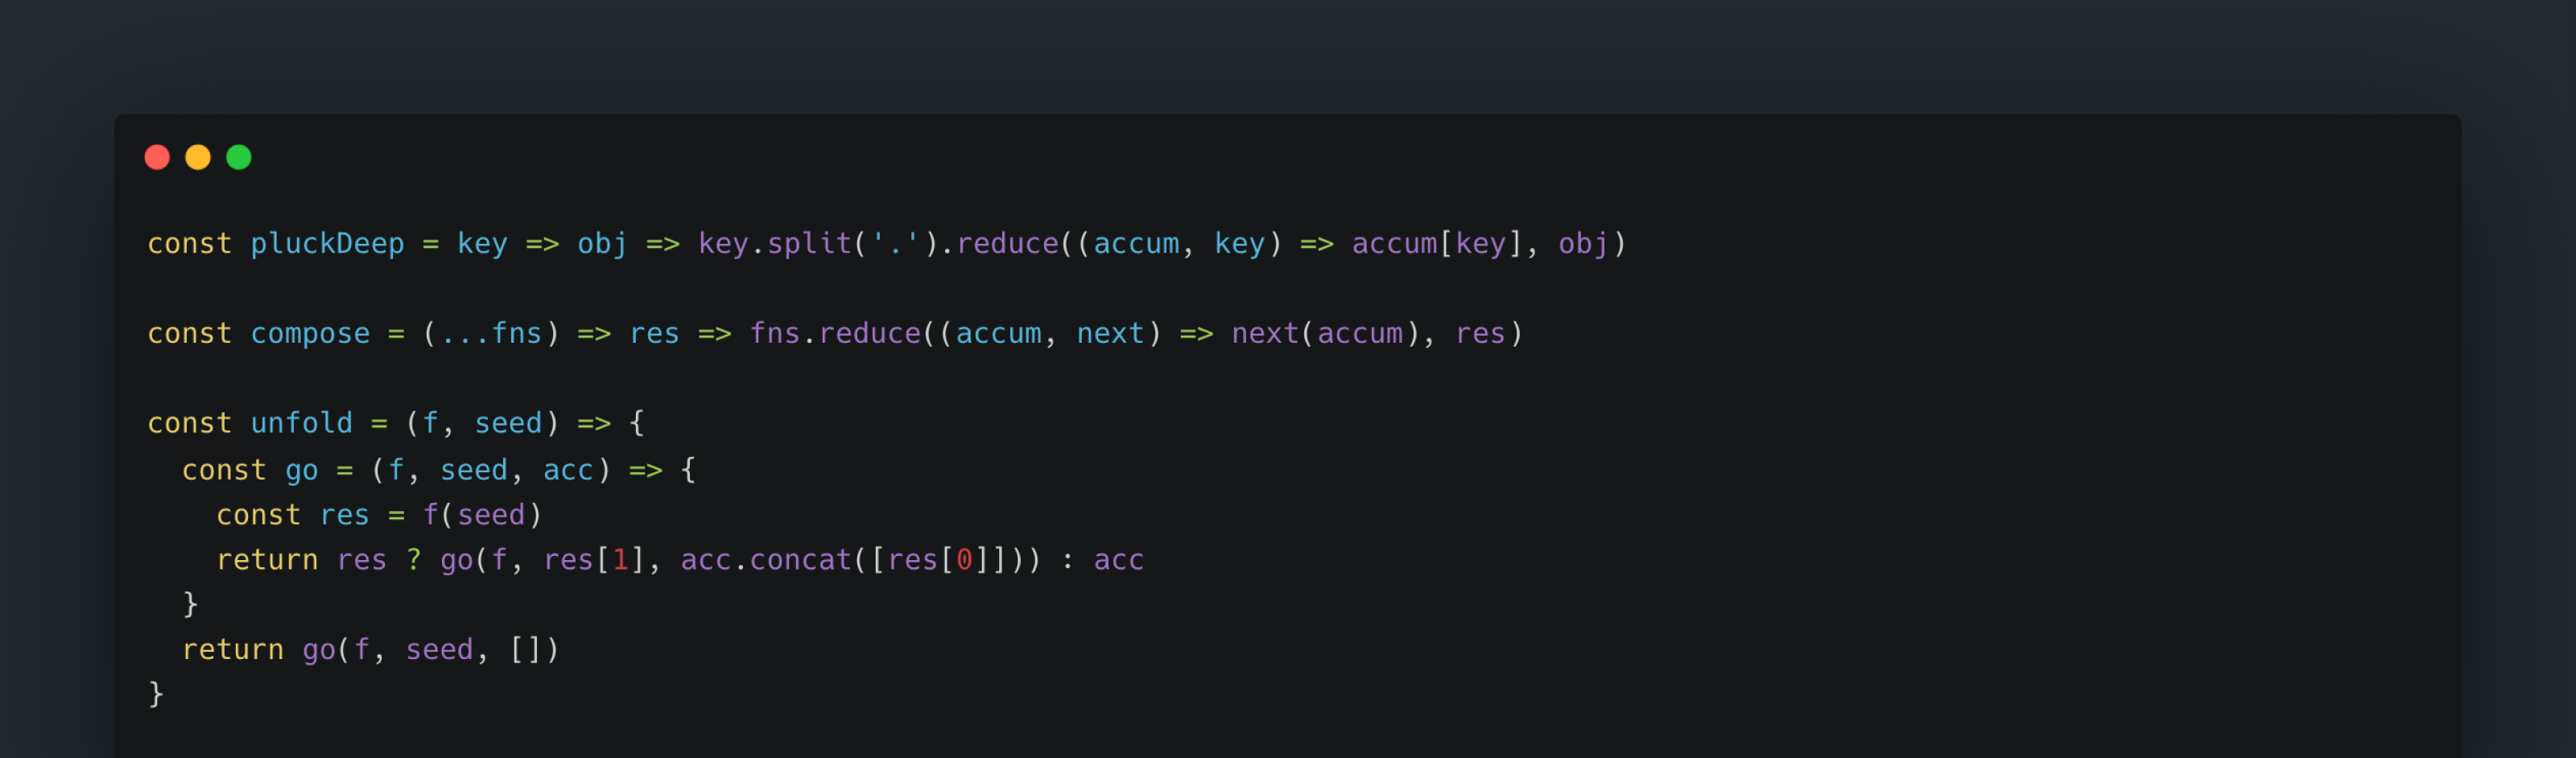 const pluckDeep = key => obj => key.split('.').reduce((accum, key) => accum[key], obj)
const compose = (...fns) => res => fns.reduce((accum, next) => next(accum), res)
const unfold = (f, seed) => {
  const go = (f, seed, acc) => {
    const res = f(seed)
    return res ? go(f, res[1], acc.concat([res[0]])) : acc
  }
  return go(f, seed, [])
}